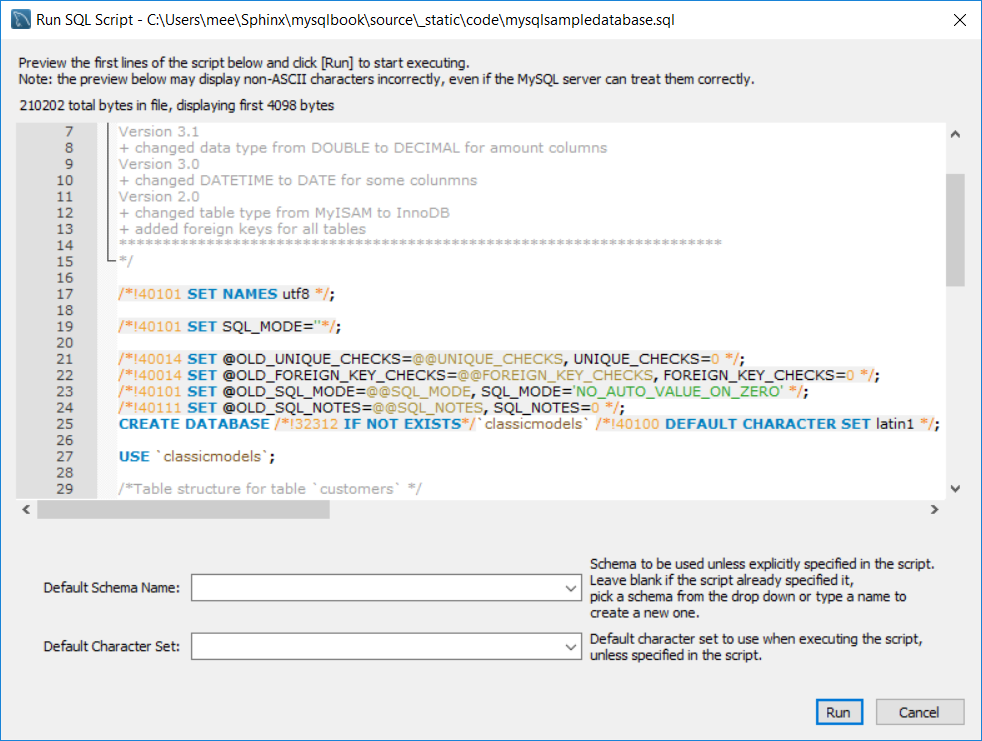 Run SQL Script - C:\Users\mee\Sphinx\mysqlbook\source\_static\code\mysqlsampledatabase.sql
Preview the first lines of the script below and click [Run] to start executing.
Note: the preview below may display non-ASCII characters incorrectly, even if the MySQL server can treat them correctly.
210202 total bytes in file, displaying first 4098 bytes
7 Version 3.1
8 + changed data type from DOUBLE to DECIMAL for amount columns
9 Version 3.0
10 + changed DATETIME to DATE for some colunmns
11 Version 2.0
12 + changed table type from MyISAM to InnoDB
13 + added foreign keys for all tables
14 *********************************************************************
15 */
16
17 /*!40101 SET NAMES utf8 */;
18
19 /*!40101 SET SQL_MODE=''*/;
20
21 /*!40014 SET @OLD_UNIQUE_CHECKS=@@UNIQUE_CHECKS, UNIQUE_CHECKS=0 */;
22 /*!40014 SET @OLD_FOREIGN_KEY_CHECKS=@@FOREIGN_KEY_CHECKS, FOREIGN_KEY_CHECKS=0 */;
23 /*!40101 SET @OLD_SQL_MODE=@@SQL_MODE, SQL_MODE='NO_AUTO_VALUE_ON_ZERO' */;
24 /*!40111 SET @OLD_SQL_NOTES=@@SQL_NOTES, SQL_NOTES=0 */;
25 CREATE DATABASE /*!32312 IF NOT EXISTS*/`classicmodels` /*!40100 DEFAULT CHARACTER SET latin1 */;
26
27 USE `classicmodels`;
28
29 /*Table structure for table `customers` */
Default Schema Name:
Schema to be used unless explicitly specified in the script.
Leave blank if the script already specified it,
pick a schema from the drop down or type a name to
create a new one.
Default Character Set:
Default character set to use when executing the script,
unless specified in the script.
Run
Cancel